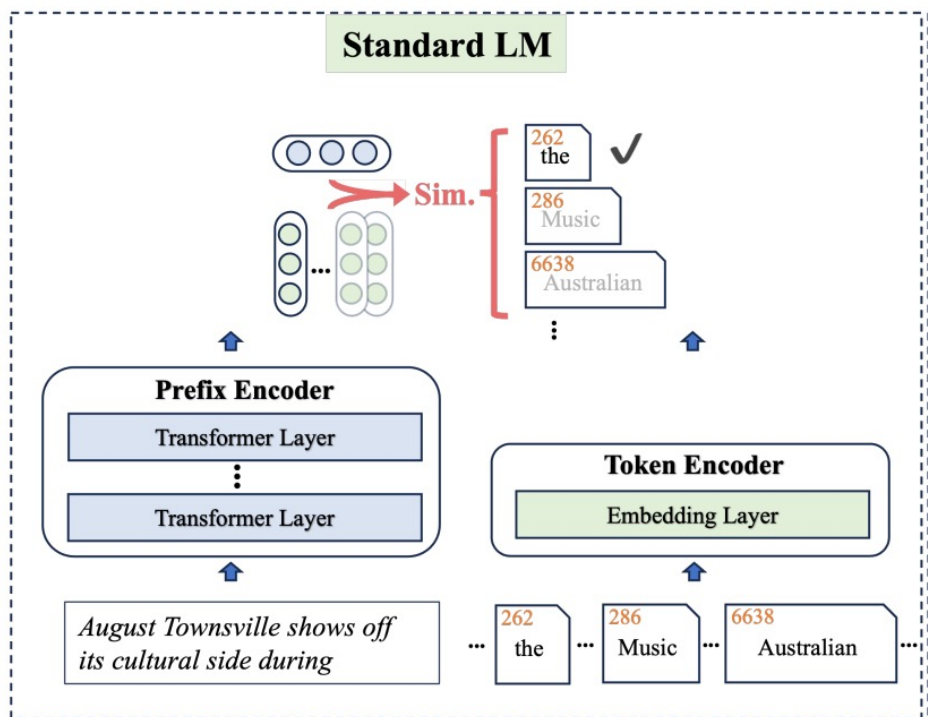 Standard LM
262
the
✔
Sim.
286
Music
6638
Australian
...
...
Prefix Encoder
Transformer Layer
...
Transformer Layer
Token Encoder
Embedding Layer
August Townsville shows off
its cultural side during
... 262 ... 286 ... 6638 ...
the Music Australian